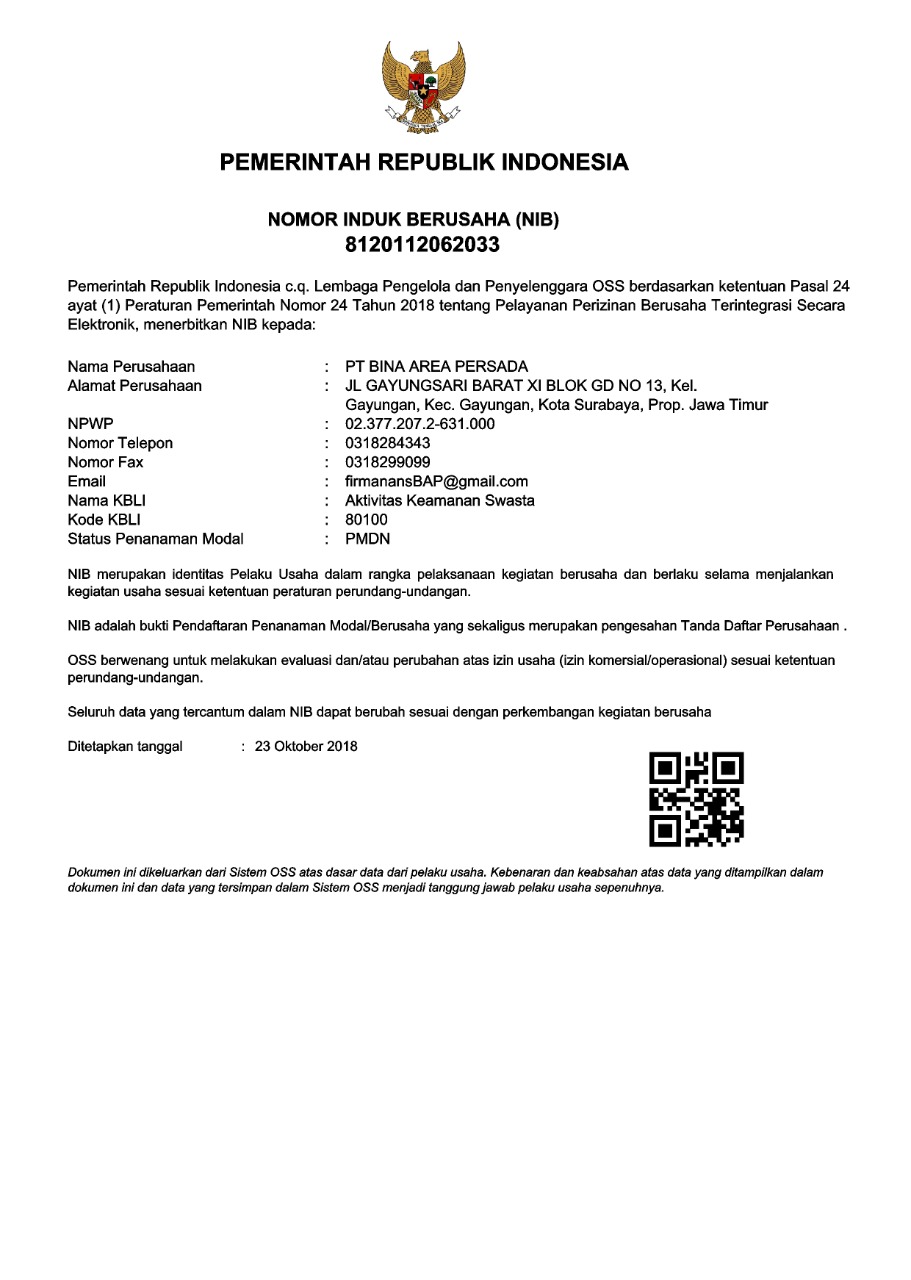 PEMERINTAH REPUBLIK INDONESIA
NOMOR INDUK BERUSAHA (NIB)
8120112062033
Pemerintah Republik Indonesia c.q. Lembaga Pengelola dan Penyelenggara OSS berdasarkan ketentuan Pasal 24
ayat (1) Peraturan Pemerintah Nomor 24 Tahun 2018 tentang Pelayanan Perizinan Berusaha Terintegrasi Secara
Elektronik, menerbitkan NIB kepada:
Nama Perusahaan : PT BINA AREA PERSADA
Alamat Perusahaan : JL GAYUNGSARI BARAT XI BLOK GD NO 13, Kel.
Gayungan, Kec. Gayungan, Kota Surabaya, Prop. Jawa Timur
NPWP : 02.377.207.2-631.000
Nomor Telepon : 0318284343
Nomor Fax : 0318299099
Email : firmanansBAP@gmail.com
Nama KBLI : Aktivitas Keamanan Swasta
Kode KBLI : 80100
Status Penanaman Modal : PMDN
NIB merupakan identitas Pelaku Usaha dalam rangka pelaksanaan kegiatan berusaha dan berlaku selama menjalankan
kegiatan usaha sesuai ketentuan peraturan perundang-undangan.
NIB adalah bukti Pendaftaran Penanaman Modal/Berusaha yang sekaligus merupakan pengesahan Tanda Daftar Perusahaan .
OSS berwenang untuk melakukan evaluasi dan/atau perubahan atas izin usaha (izin komersial/operasional) sesuai ketentuan
perundang-undangan.
Seluruh data yang tercantum dalam NIB dapat berubah sesuai dengan perkembangan kegiatan berusaha
Ditetapkan tanggal : 23 Oktober 2018
Dokumen ini dikeluarkan dari Sistem OSS atas dasar data dari pelaku usaha. Kebenaran dan keabsahan atas data yang ditampilkan dalam
dokumen ini dan data yang tersimpan dalam Sistem OSS menjadi tanggung jawab pelaku usaha sepenuhnya.